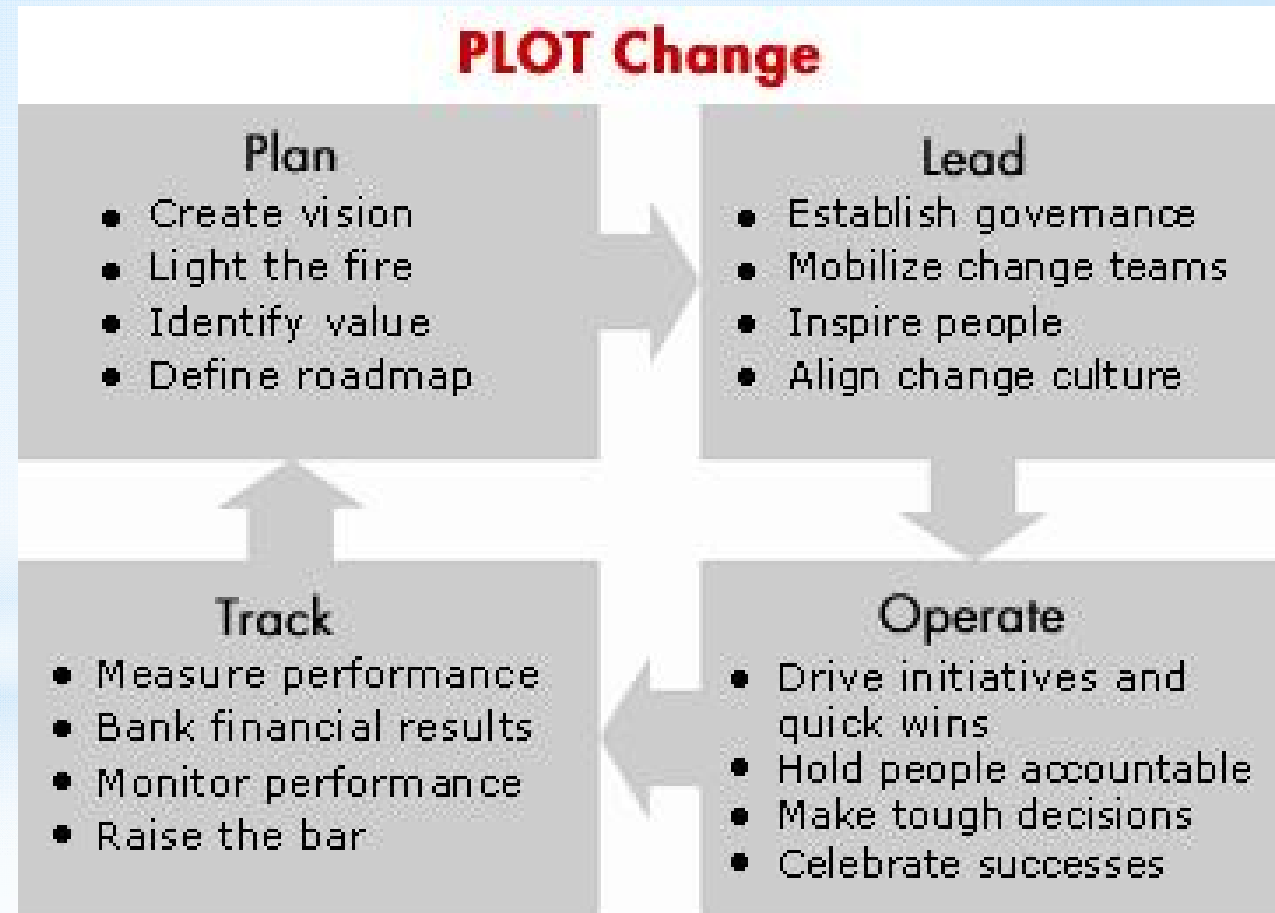 PLOT Change
Plan
• Create vision
• Light the fire
• Identify value
• Define roadmap
Lead
• Establish governance
• Mobilize change teams
• Inspire people
• Align change culture
Track
• Measure performance
• Bank financial results
• Monitor performance
• Raise the bar
Operate
• Drive initiatives and
quick wins
• Hold people accountable
• Make tough decisions
• Celebrate successes